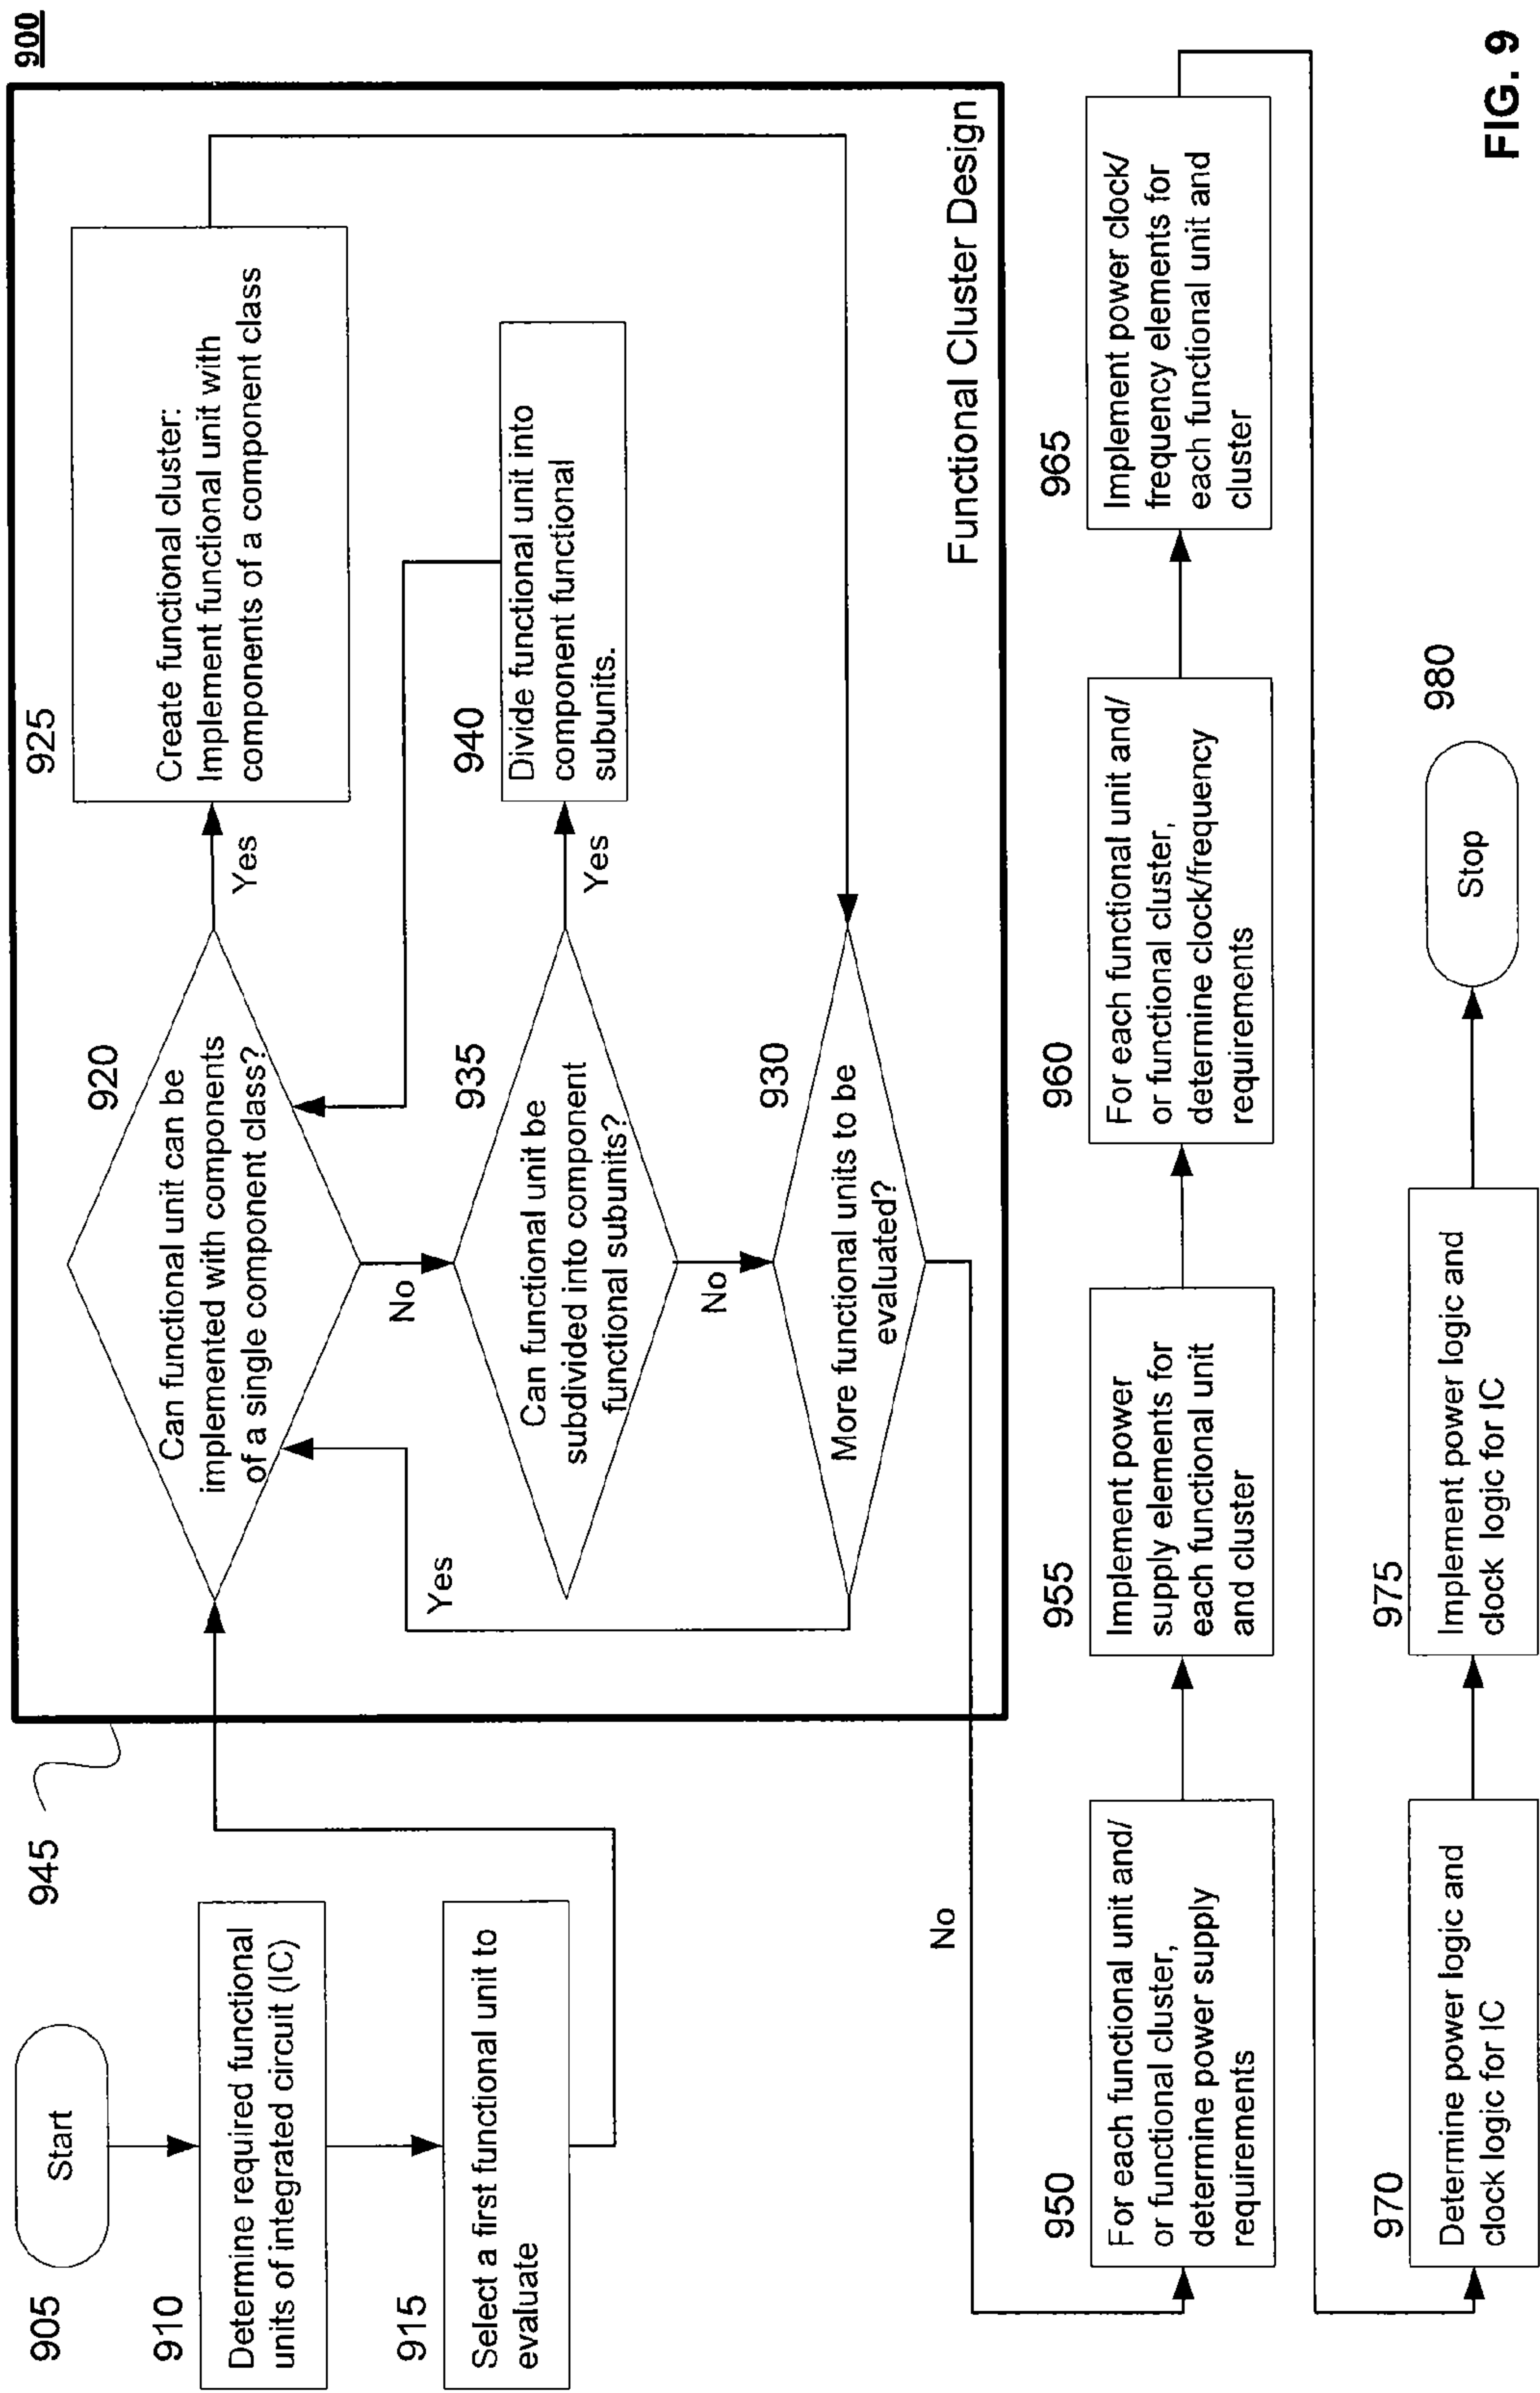 900
905
Start
910
Determine required functional
units of integrated circuit (IC)
915
Select a first functional unit to
evaluate
945
920
Can functional unit can be
implemented with components
of a single component class?
Yes
925
Create functional cluster:
Implement functional unit with
components of a component class
No
935
Can functional unit be
subdivided into component
functional subunits?
Yes
940
Divide functional unit into
component functional
subunits.
No
930
More functional units to be
evaluated?
Yes
Functional Cluster Design
No
950
For each functional unit and/
or functional cluster,
determine power supply
requirements
955
Implement power
supply elements for
each functional unit
and cluster
960
For each functional unit and/
or functional cluster,
determine clock/frequency
requirements
965
Implement power clock/
frequency elements for
each functional unit and
cluster
970
Determine power logic and
clock logic for IC
975
Implement power logic and
clock logic for IC
980
Stop
FIG. 9